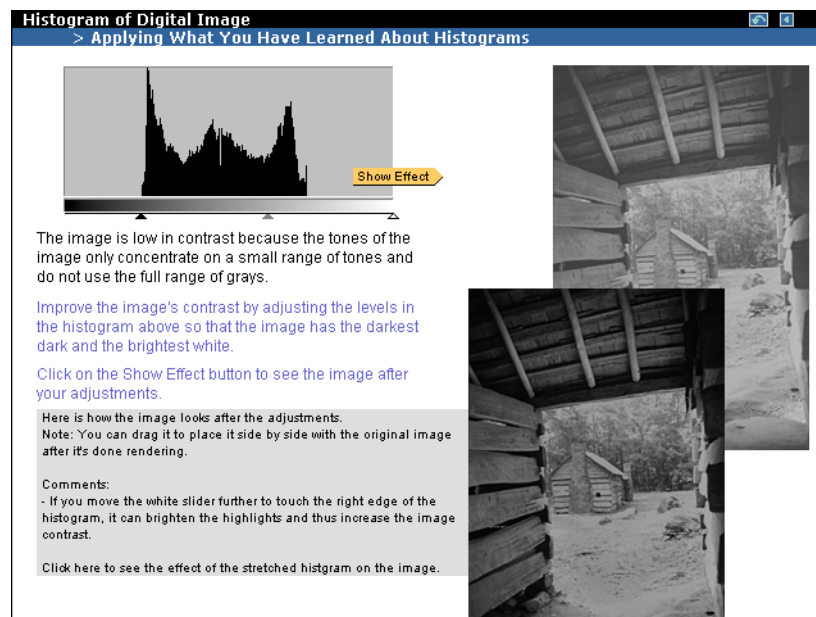 Histogram of Digital Image
> Applying What You Have Learned About Histograms
Show Effect
The image is low in contrast because the tones of the
image only concentrate on a small range of tones and
do not use the full range of grays.
Improve the image's contrast by adjusting the levels in
the histogram above so that the image has the darkest
dark and the brightest white.
Click on the Show Effect button to see the image after
your adjustments.
Here is how the image looks after the adjustments.
Note: You can drag it to place it side by side with the original image
after it's done rendering.
Comments:
- If you move the white slider further to touch the right edge of the
histogram, it can brighten the highlights and thus increase the image
contrast.
Click here to see the effect of the stretched histgram on the image.